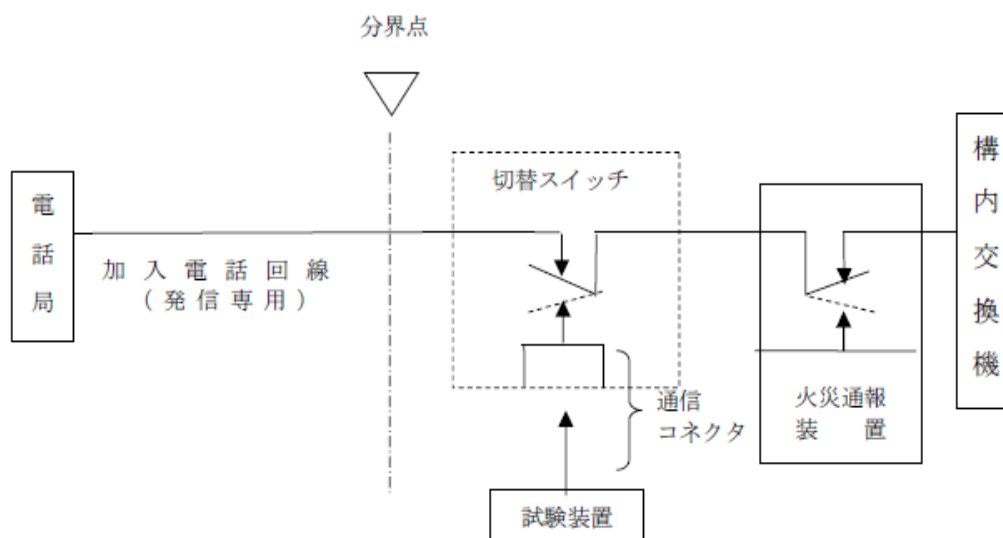 分界点
切替スイッチ
電話局
加入電話回線
(発信専用)
通信
コネクタ
試験装置
火災通報
装置
構内交換機